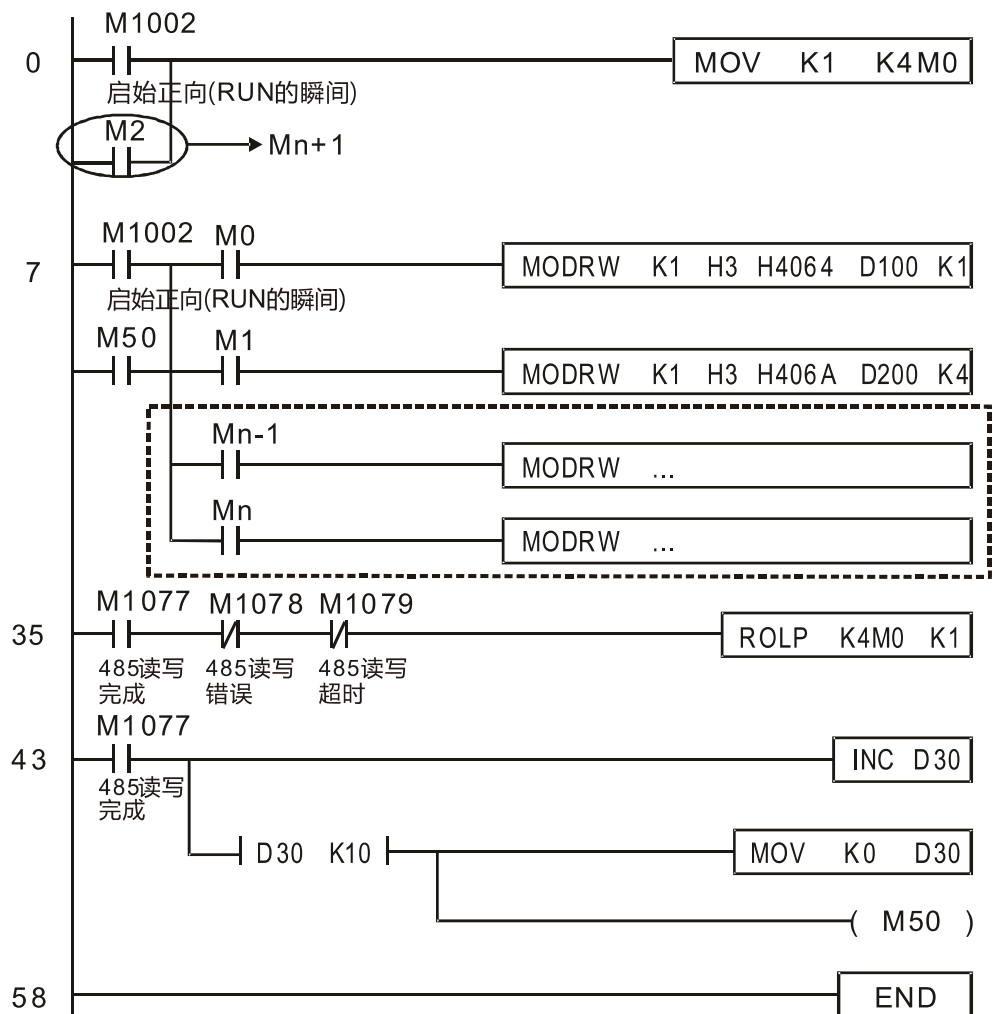 M1002
0 MOV K1 K4M0
启始正向(RUN的瞬间)
M2 Mn+1
M1002 M0
7 MODRW K1 H3 H4064 D100 K1
启始正向(RUN的瞬间)
M50 M1
MODRW K1 H3 H406A D200 K4
Mn-1
MODRW ...
Mn
MODRW ...
M1077 M1078 M1079
35 ROLP K4M0 K1
485读写 485读写 485读写
完成 错误 超时
M1077
43 INC D30
485读写
完成
D30 K10 MOV K0 D30
( M50 )
58 END